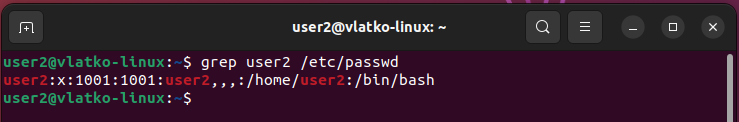 user2@vlatko-linux: ~
user2@vlatko-linux:~$ grep user2 /etc/passwd
user2:x:1001:1001:user2,,,:/home/user2:/bin/bash
user2@vlatko-linux:~$